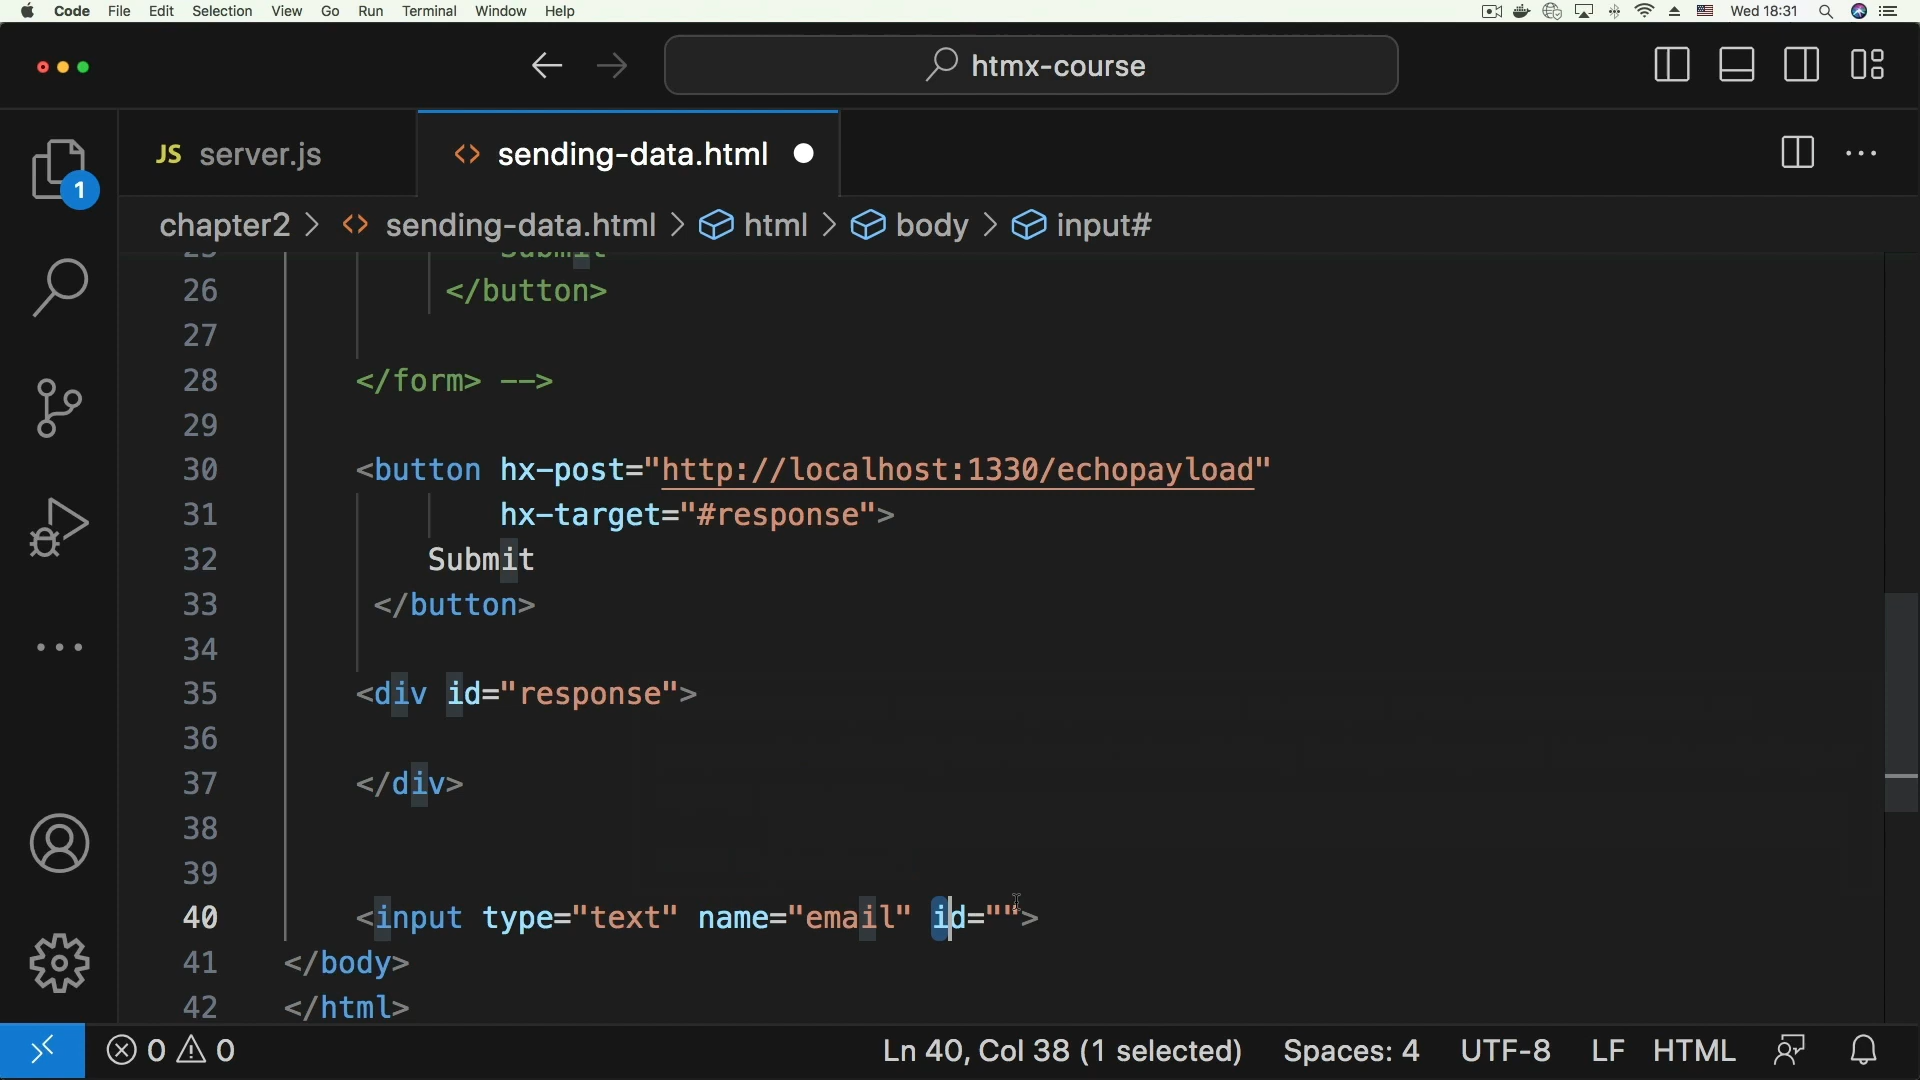 Code File Edit Selection View Go Run Terminal Window Help Wed 18:31
htmx-course
JS server.js <> sending-data.html
1
chapter2 > <> sending-data.html > html > body > input#
25 Submit
26 </button>
27
28 </form> -->
29
30 <button hx-post="http://localhost:1330/echopayload"
31 hx-target="#response">
32 Submit
33 </button>
34
35 <div id="response">
36
37 </div>
38
39
40 <input type="text" name="email" id="">
41 </body>
42 </html>
0 0 Ln 40, Col 38 (1 selected) Spaces: 4 UTF-8 LF HTML